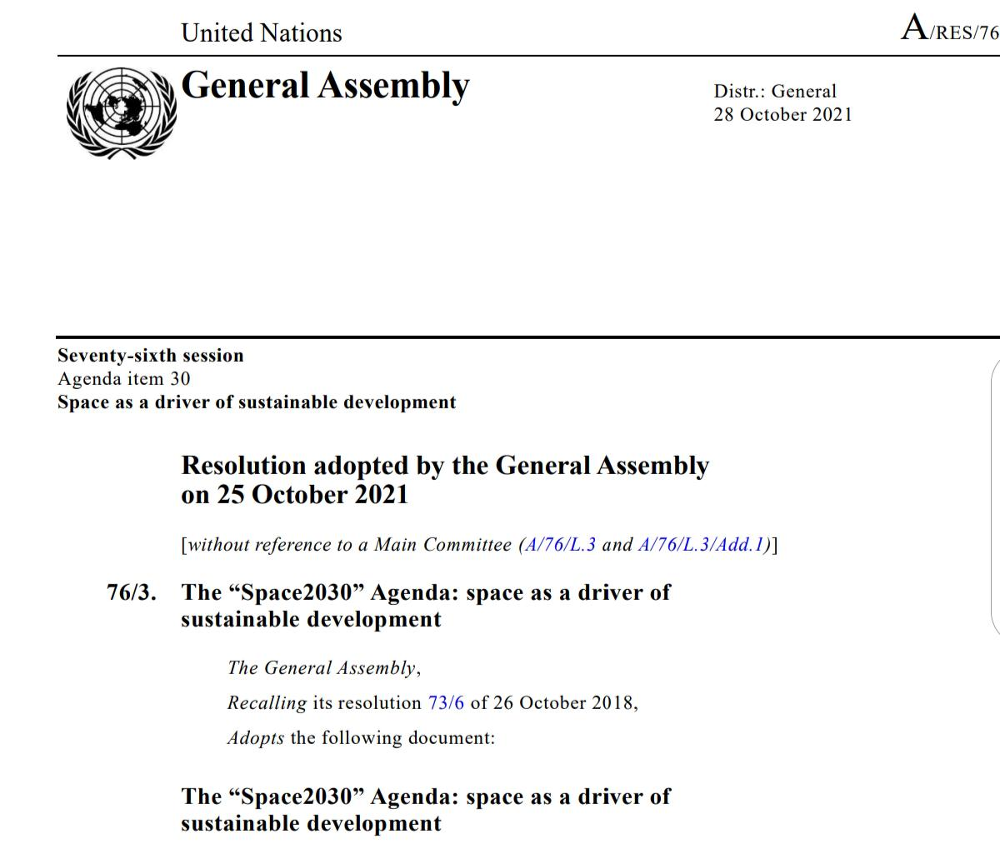 United Nations
A/RES/76
General Assembly
Distr.: General
28 October 2021
Seventy-sixth session
Agenda item 30
Space as a driver of sustainable development
Resolution adopted by the General Assembly
on 25 October 2021
[without reference to a Main Committee (A/76/L.3 and A/76/L.3/Add.1)]
76/3. The “Space2030” Agenda: space as a driver of
sustainable development
The General Assembly,
Recalling its resolution 73/6 of 26 October 2018,
Adopts the following document:
The “Space2030” Agenda: space as a driver of
sustainable development